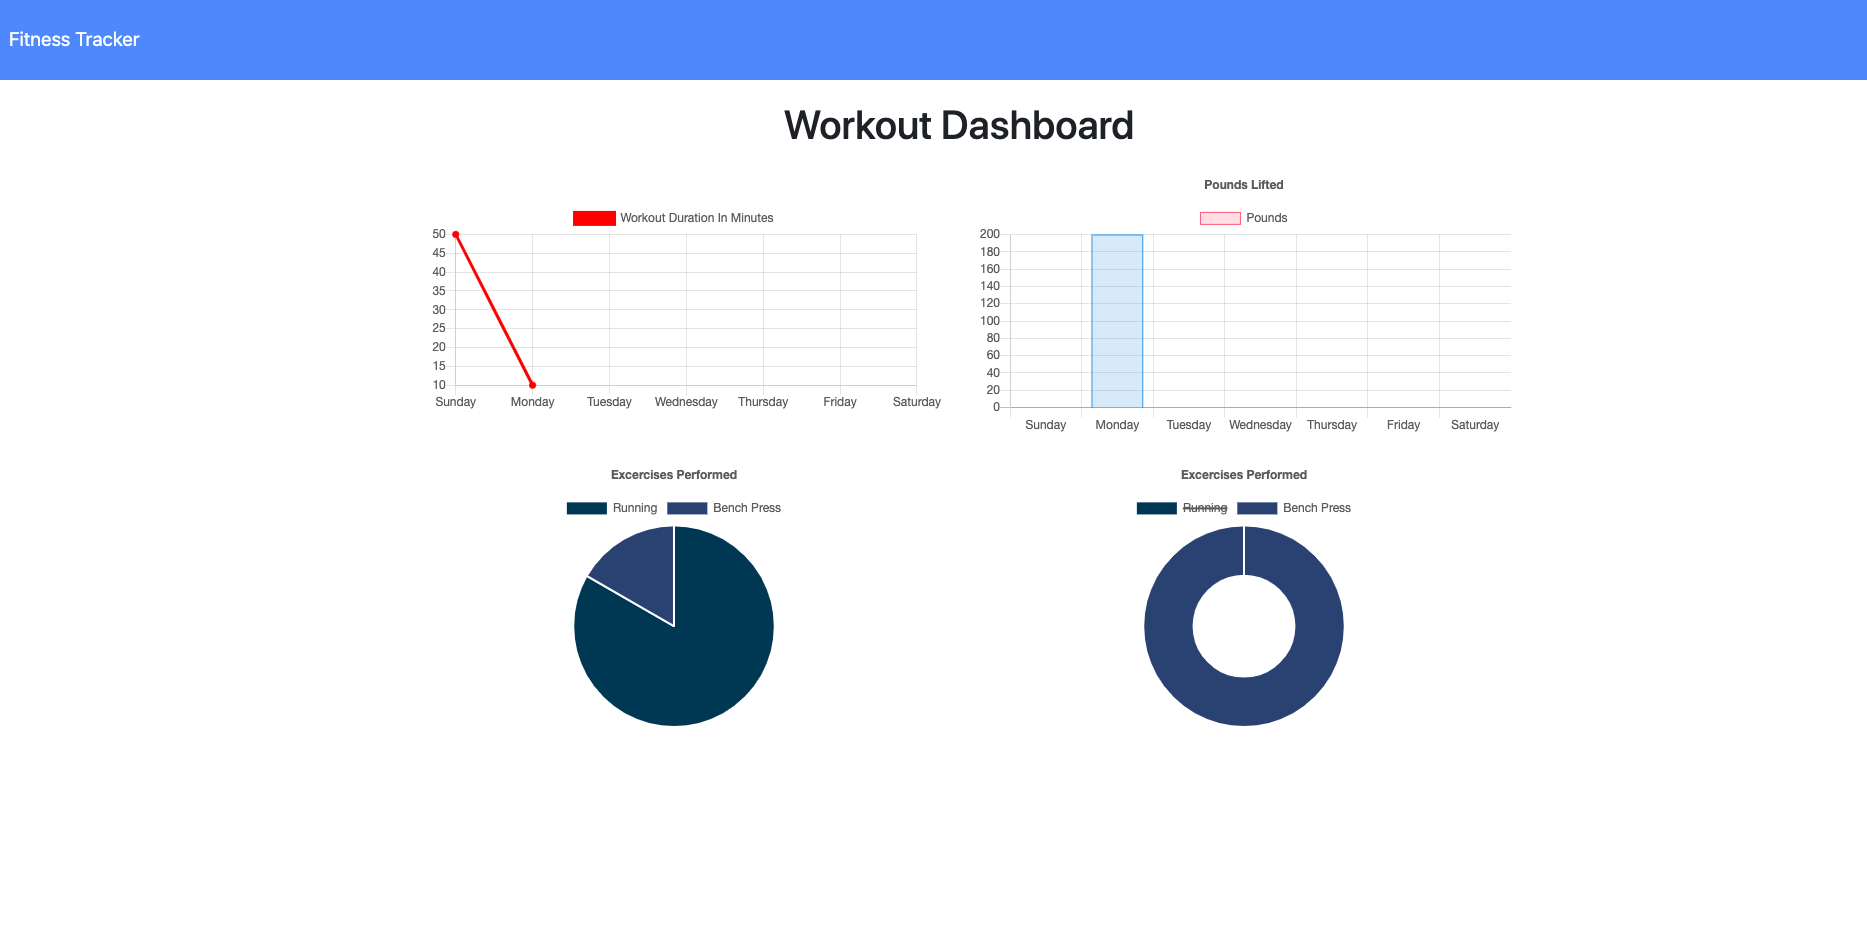 Fitness Tracker
Workout Dashboard
Workout Duration In Minutes
50
45
40
35
30
25
20
15
10
Sunday Monday Tuesday Wednesday Thursday Friday Saturday
Pounds Lifted
Pounds
200
180
160
140
120
100
80
60
40
20
0
Sunday Monday Tuesday Wednesday Thursday Friday Saturday
Excercises Performed
Running Bench Press
Excercises Performed
Running Bench Press